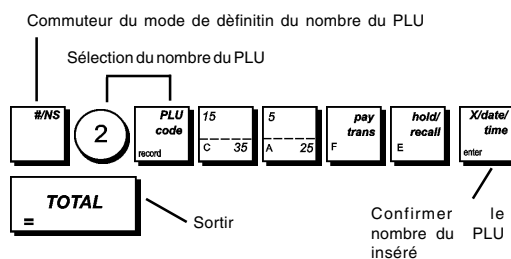 Commuteur du mode de dèfinitin du nombre du PLU
Sélection du nombre du PLU
#/NS
2
PLU
code
record
15
C 35
5
A 25
pay
trans
F
hold/
recall
E
X/date/
time
enter
TOTAL
=
Sortir
Confirmer le
nombre du PLU
inséré